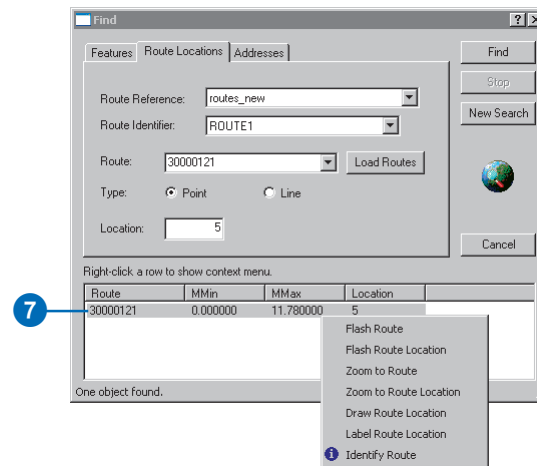 Find
Features Route Locations Addresses
Find
Stop
New Search
Cancel
Route Reference: routes_new
Route Identifier: ROUTE1
Route: 30000121 Load Routes
Type: Point Line
Location: 5
Right-click a row to show context menu.
Route MMin MMax Location
7
30000121 0.000000 11.780000 5
Flash Route
Flash Route Location
Zoom to Route
Zoom to Route Location
Draw Route Location
Label Route Location
Identify Route
One object found.